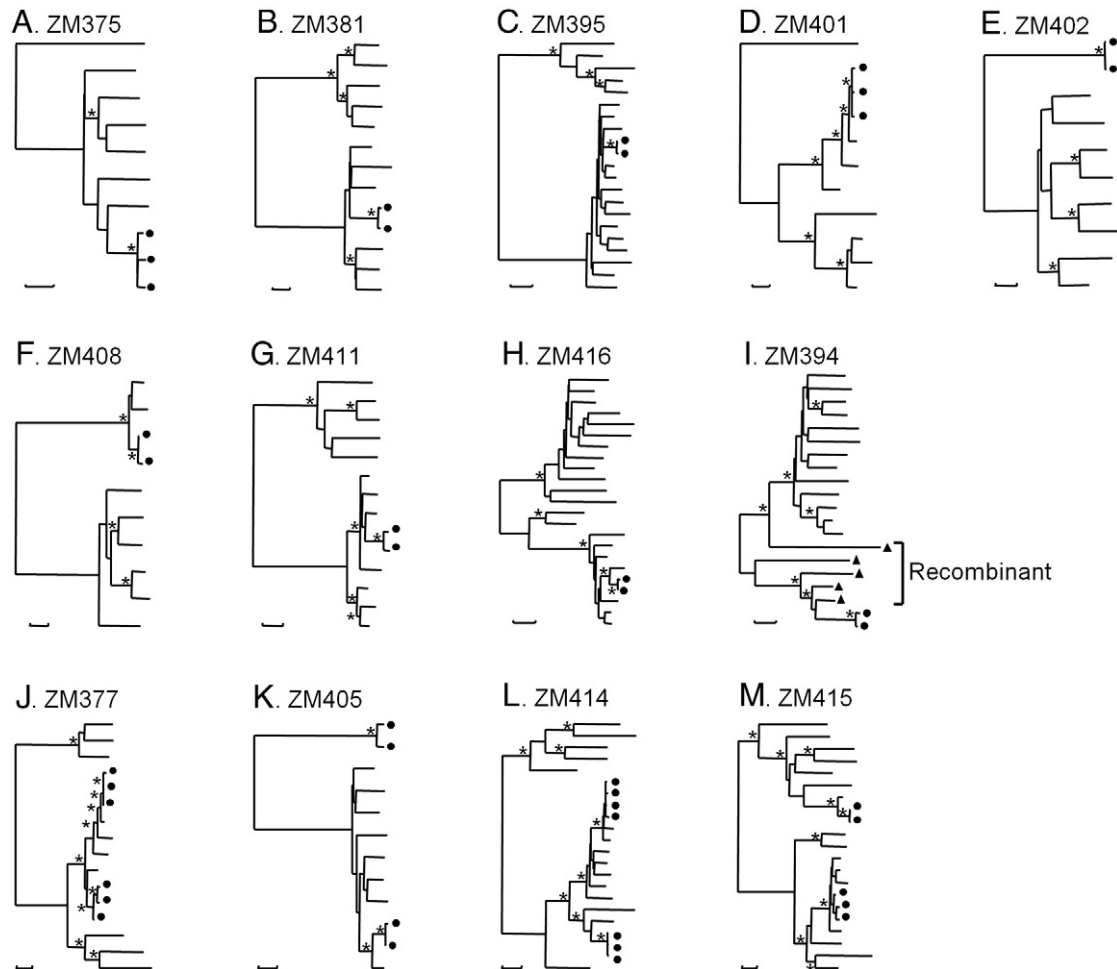 A. ZM375
B. ZM381
C. ZM395
D. ZM401
E. ZM402
F. ZM408
G. ZM411
H. ZM416
I. ZM394
Recombinant
J. ZM377
K. ZM405
L. ZM414
M. ZM415